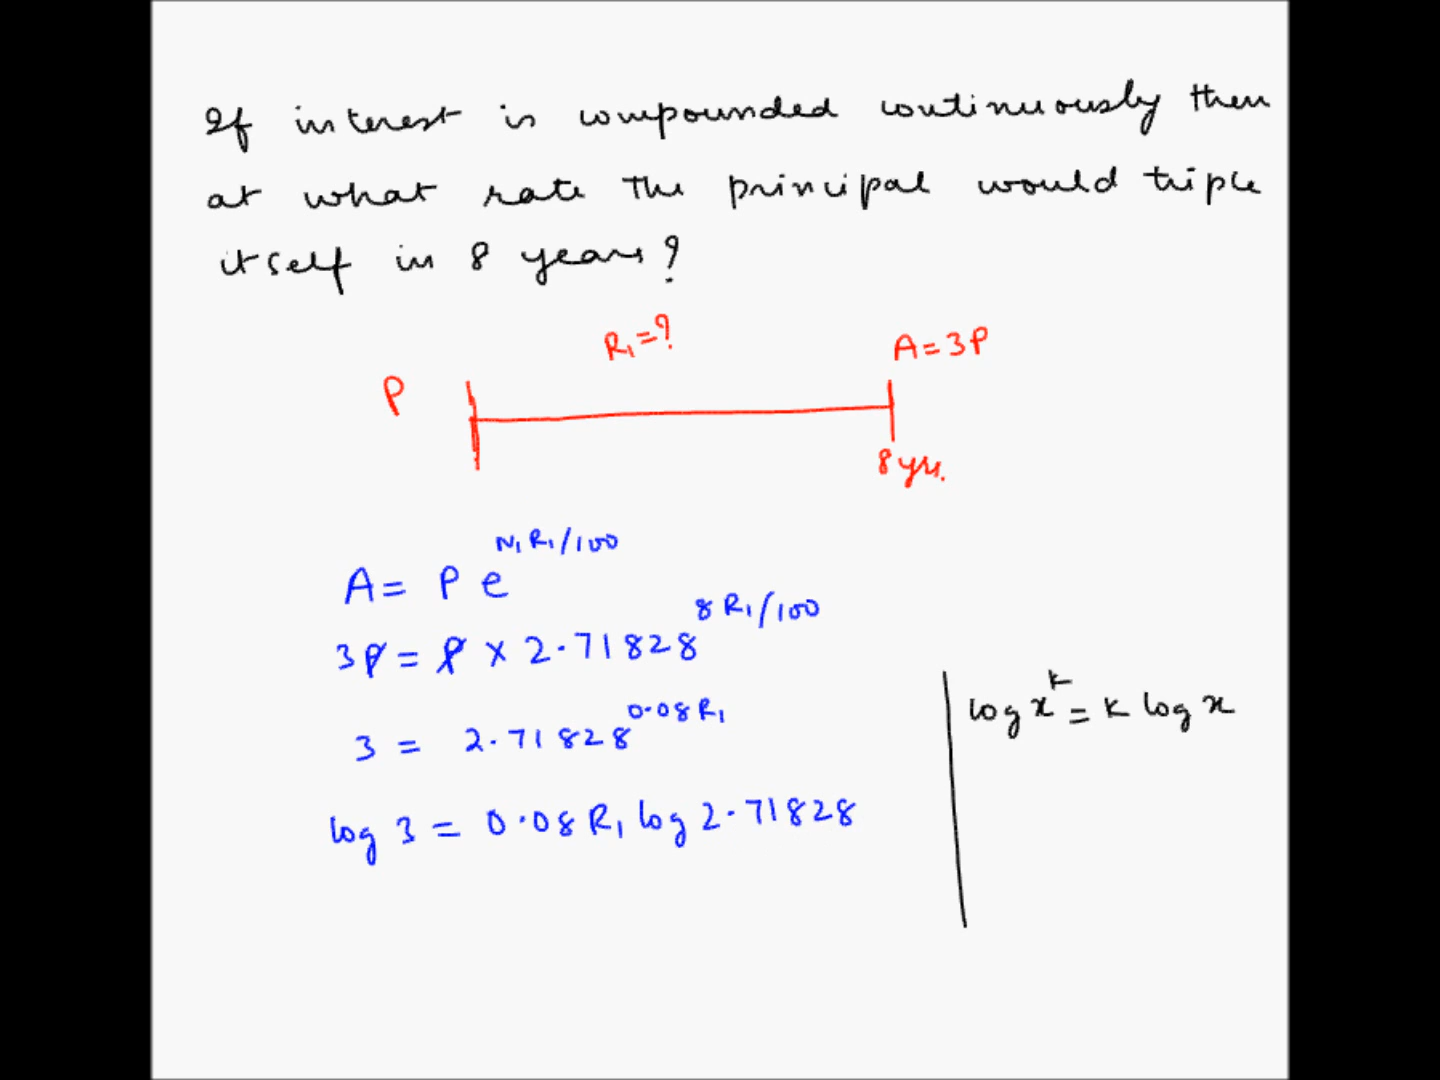 If interest is compounded continuously then
at what rate the principal would triple
itself in 8 years?
R₁=?
A=3P
P
8 yrs.
A = P e^(N₁R₁/100)
3P = P × 2.71828^(8R₁/100)
3 = 2.71828^(0.08R₁)
log x^k = k log x
log 3 = 0.08 R₁ log 2.71828